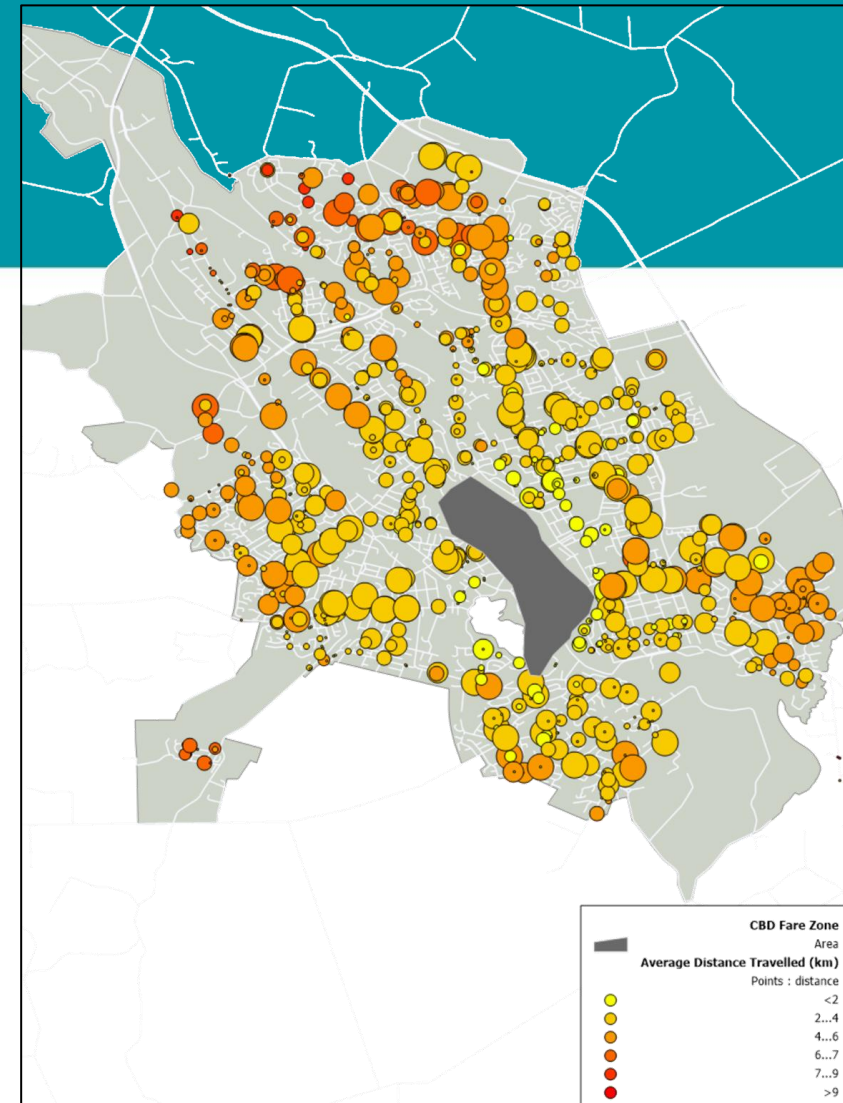 CBD Fare Zone
Area
Average Distance Travelled (km)
Points : distance
<2
2...4
4...6
6...7
7...9
>9